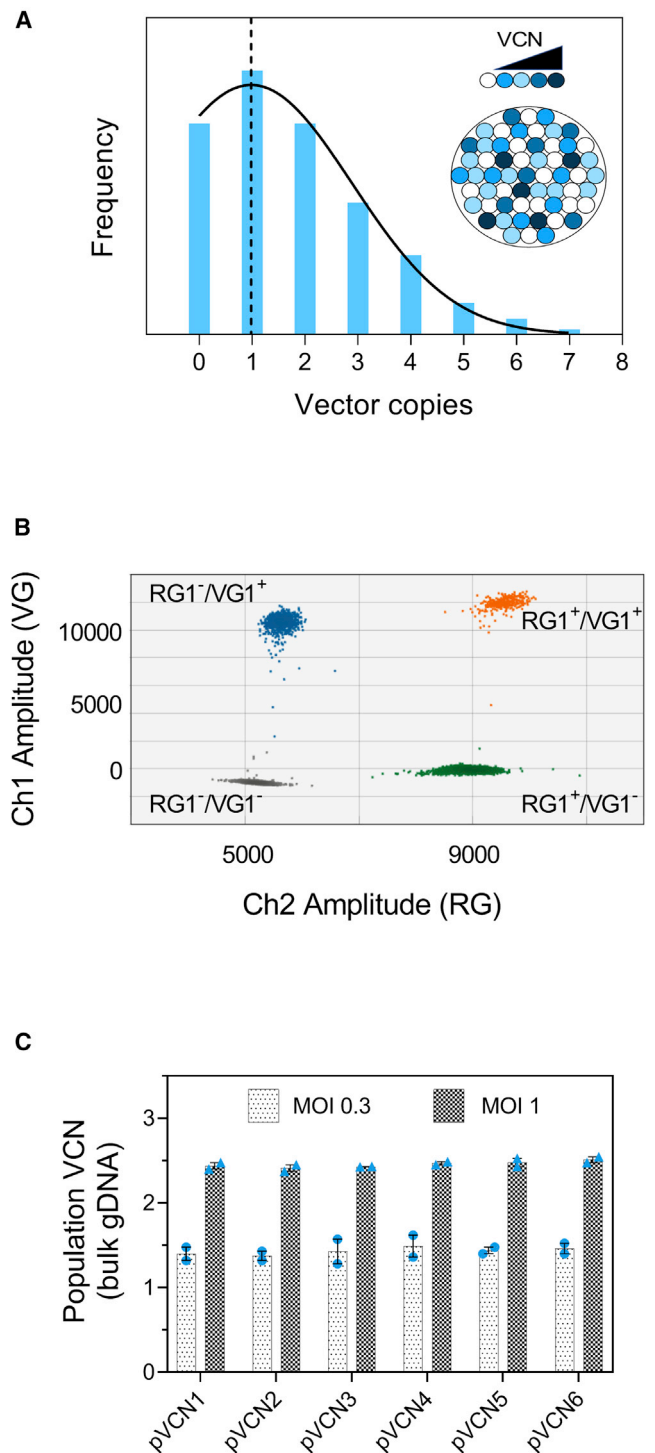 A
VCN
Frequency
0 1 2 3 4 5 6 7 8
Vector copies
B
Ch1 Amplitude (VG)
RG1⁻/VG1⁺
RG1⁺/VG1⁺
10000
5000
0
RG1⁻/VG1⁻
RG1⁺/VG1⁻
5000 9000
Ch2 Amplitude (RG)
C
Population VCN
(bulk gDNA)
MOI 0.3 MOI 1
3
2
1
0
pVCN1 pVCN2 pVCN3 pVCN4 pVCN5 pVCN6